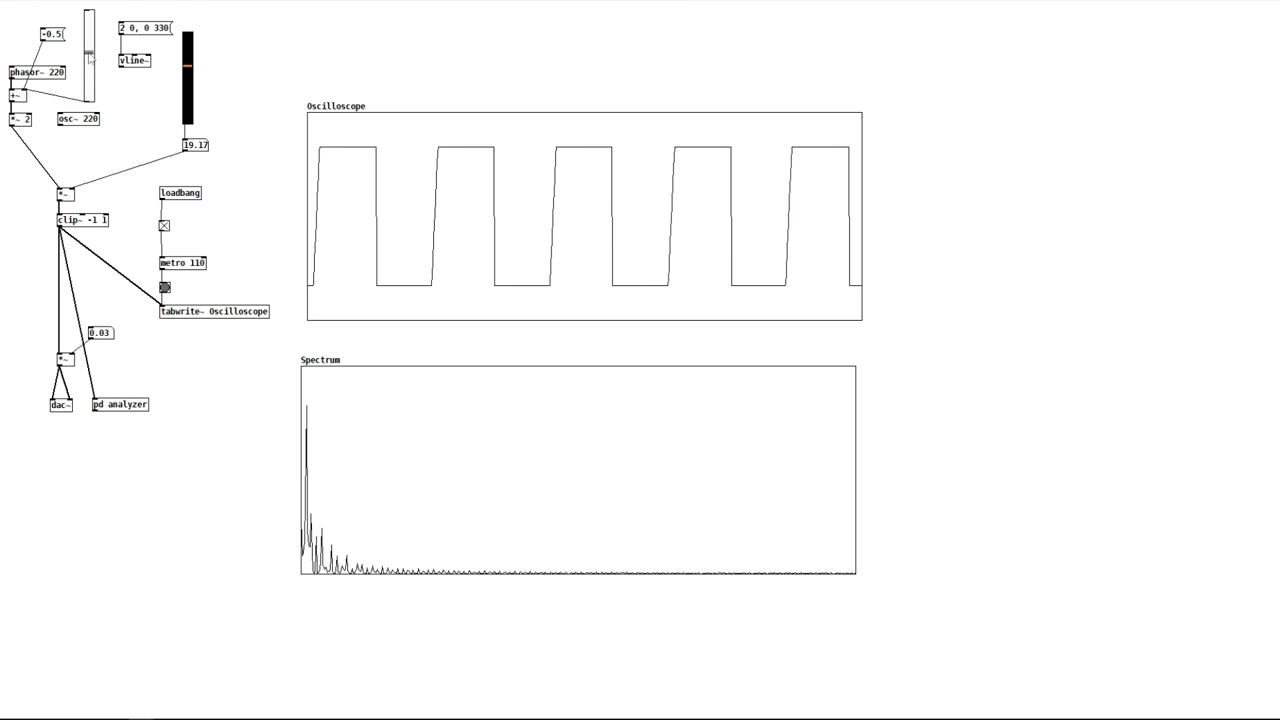 -0.5
2 0, 0 330
vline~
phasor~ 220
+~
*~ 2
osc~ 220
19.17
*~
loadbang
clip~ -1 1
metro 110
tabwrite~ Oscilloscope
0.03
*~
dac~
pd analyzer
Oscilloscope
Spectrum